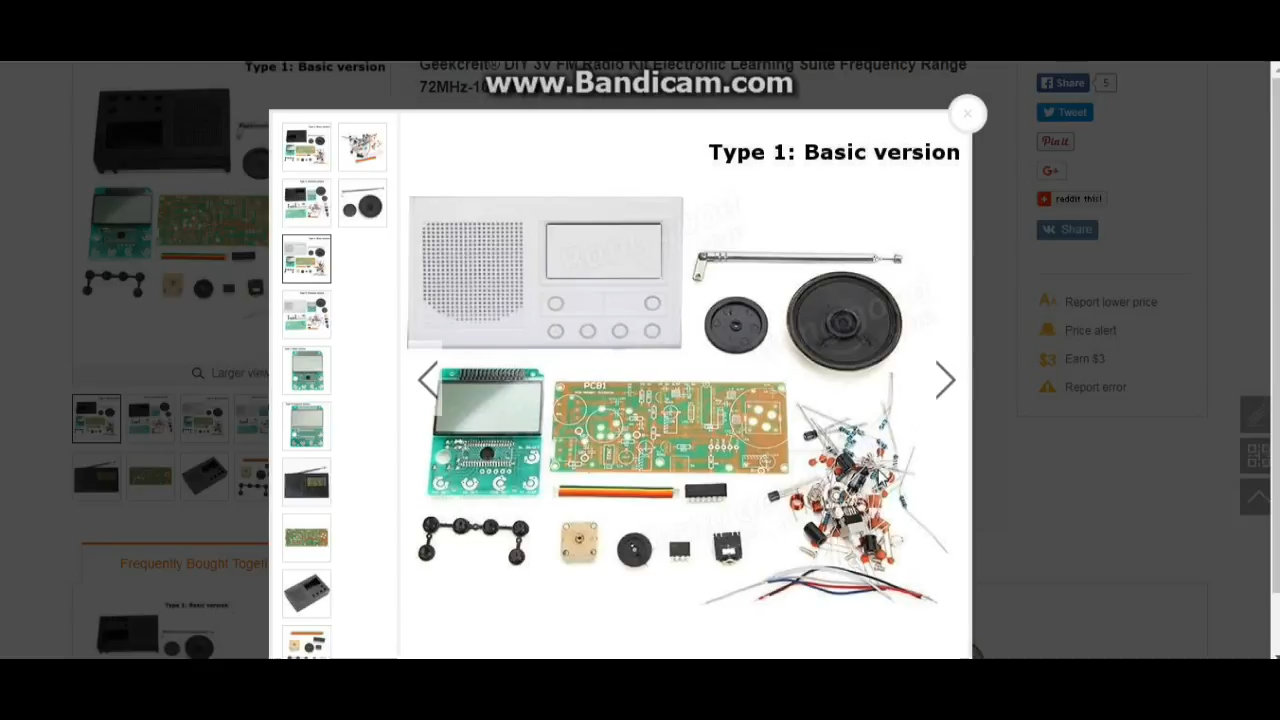 Type 1: Basic version
Geekcreit® DIY 3V FM Radio Kit Electronic Learning Suite Frequency Range
72MHz-10
www.Bandicam.com
Share
5
Tweet
Pin it
G+
reddit this!
Share
Type 1: Basic version
PCB1
Report lower price
Price alert
Earn $3
Report error
Larger view
Frequently Bought Togeth
Type 1: Basic version